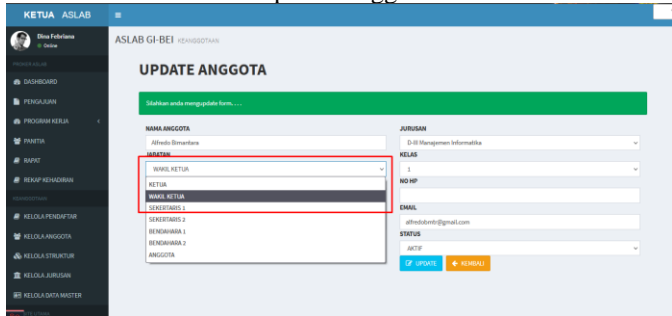 KETUA ASLAB
Dina Febriana
Online
ASLAB GI-BEI KEANGGOTAAN
DASHBOARD
PENGAJUAN
PROGRAM KERJA
PANITIA
RAPAT
REKAP KEHADIRAN
KEANGGOTAAN
KELOLA PENDAFTAR
KELOLA ANGGOTA
KELOLA STRUKTUR
KELOLA JURUSAN
KELOLA DATA MASTER
UPDATE ANGGOTA
Silahkan anda mengupdate form. . . .
NAMA ANGGOTA
Alfredo Bimantara
JABATAN
WAKIL KETUA
KETUA
WAKIL KETUA
SEKERTARIS 1
SEKERTARIS 2
BENDAHARA 1
BENDAHARA 2
ANGGOTA
JURUSAN
D-III Manajemen Informatika
KELAS
1
NO HP
EMAIL
alfredobmtr@gmail.com
STATUS
AKTIF
UPDATE
KEMBALI